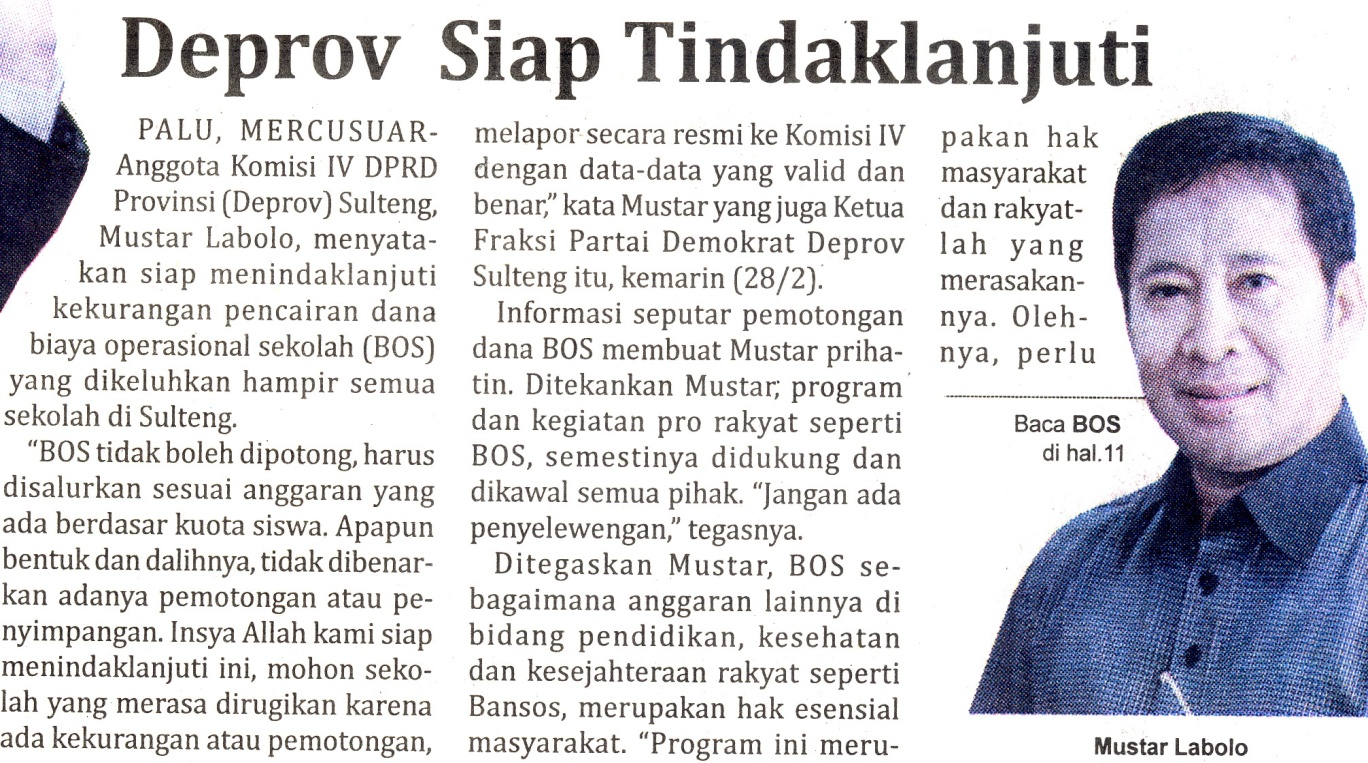 Deprov Siap Tindaklanjuti
PALU, MERCUSUAR-
Anggota Komisi IV DPRD
Provinsi (Deprov) Sulteng,
Mustar Labolo, menyata-
kan siap menindaklanjuti
kekurangan pencairan dana
biaya operasional sekolah (BOS)
yang dikeluhkan hampir semua
sekolah di Sulteng.
“BOS tidak boleh dipotong, harus
disalurkan sesuai anggaran yang
ada berdasar kuota siswa. Apapun
bentuk dan dalihnya, tidak dibenar-
kan adanya pemotongan atau pe-
nyimpangan. Insya Allah kami siap
menindaklanjuti ini, mohon seko-
lah yang merasa dirugikan karena
ada kekurangan atau pemotongan,
melapor secara resmi ke Komisi IV
dengan data-data yang valid dan
benar,” kata Mustar yang juga Ketua
Fraksi Partai Demokrat Deprov
Sulteng itu, kemarin (28/2).
Informasi seputar pemotongan
dana BOS membuat Mustar priha-
tin. Ditekankan Mustar, program
dan kegiatan pro rakyat seperti
BOS, semestinya didukung dan
dikawal semua pihak. “Jangan ada
penyelewengan,” tegasnya.
Ditegaskan Mustar, BOS se-
bagaimana anggaran lainnya di
bidang pendidikan, kesehatan
dan kesejahteraan rakyat seperti
Bansos, merupakan hak esensial
masyarakat. “Program ini meru-
pakan hak
masyarakat
dan rakyat-
lah yang
merasakan-
nya. Oleh-
nya, perlu
Baca BOS
di hal.11
Mustar Labolo